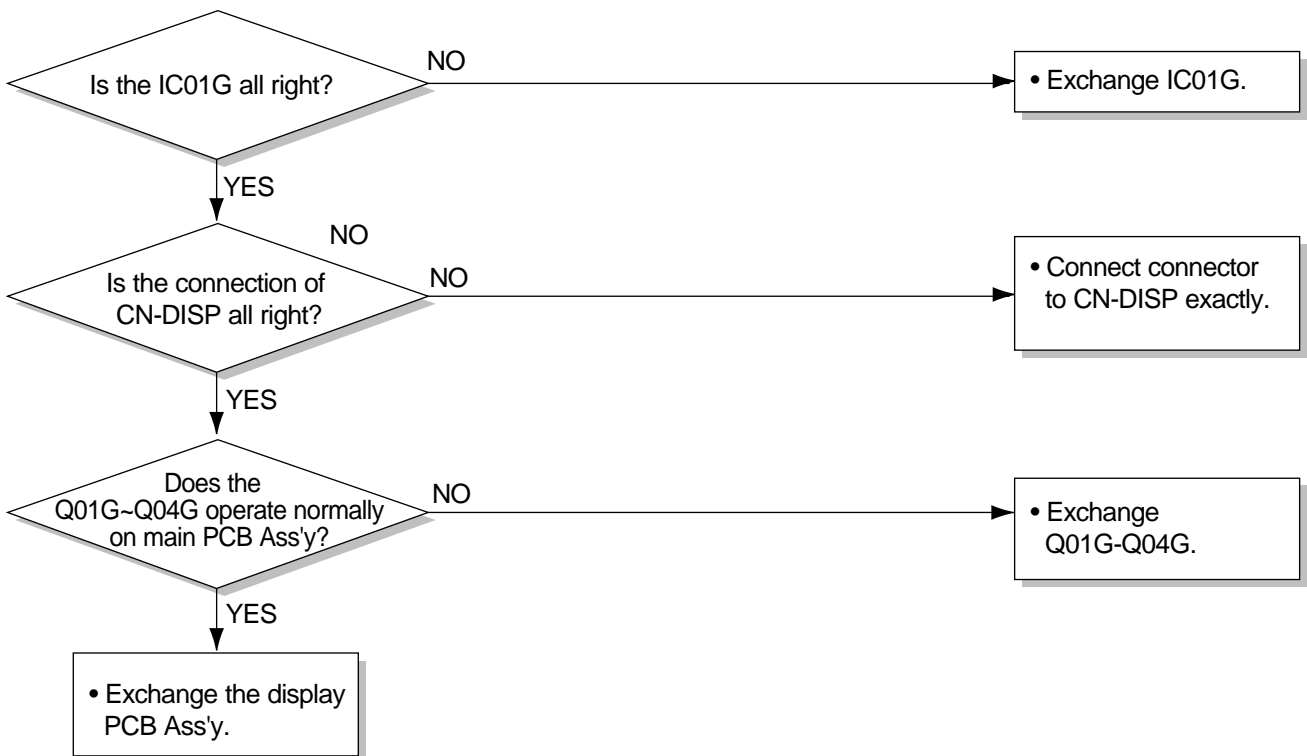 Is the IC01G all right?
NO
• Exchange IC01G.
YES
NO
Is the connection of
CN-DISP all right?
NO
• Connect connector
to CN-DISP exactly.
YES
Does the
Q01G~Q04G operate normally
on main PCB Ass'y?
NO
• Exchange
Q01G-Q04G.
YES
• Exchange the display
PCB Ass'y.